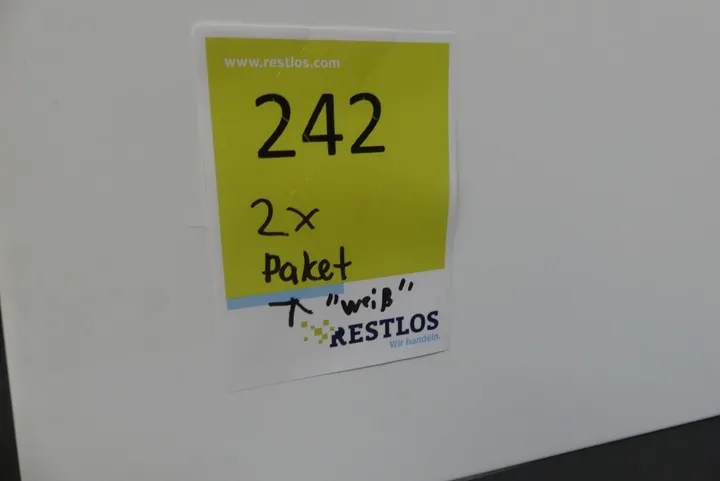 www.restlos.com
242
2x
Paket
"weiß"
RESTLOS
Wir handeln.